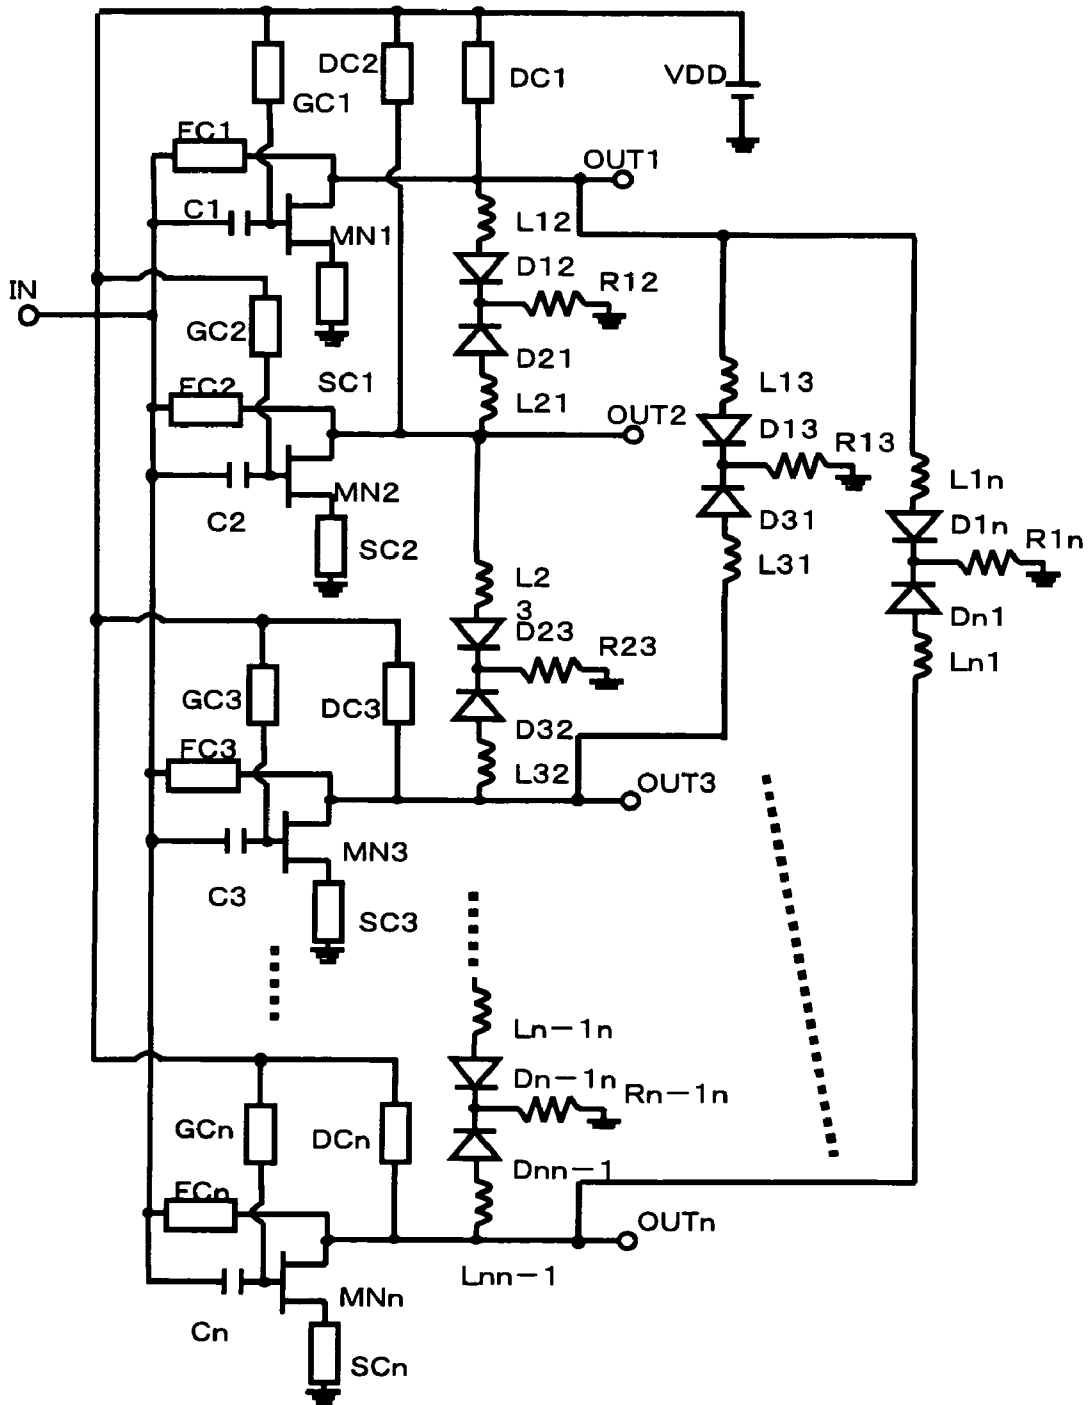 DC2
DC1
VDD
GC1
FC1
OUT1
C1
L12
MN1
D12
R12
IN
GC2
D21
SC1
L13
FC2
L21
OUT2
D13
R13
L1n
MN2
C2
D31
D1n
R1n
SC2
L31
L2
3
Dn1
D23
R23
Ln1
GC3
DC3
D32
FC3
L32
OUT3
MN3
C3
SC3
Ln-1n
Dn-1n
Rn-1n
GCn
DCn
Dnn-1
FCn
OUTn
Lnn-1
MNn
Cn
SCn